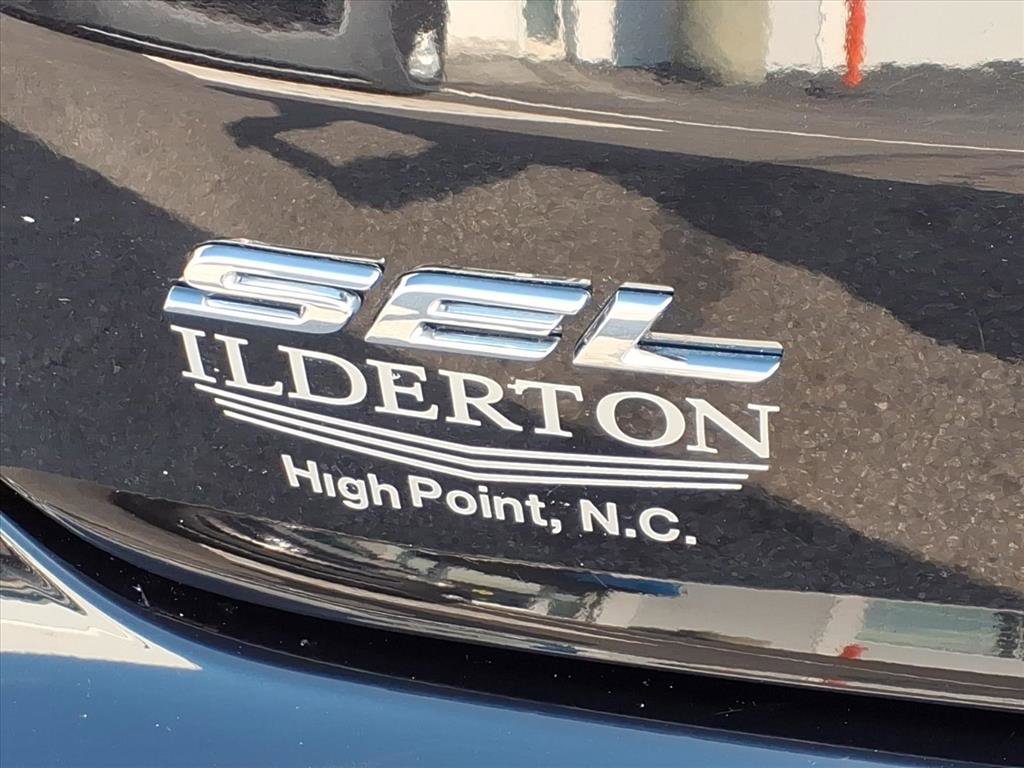 SEL
ILDERTON
High Point, N.C.